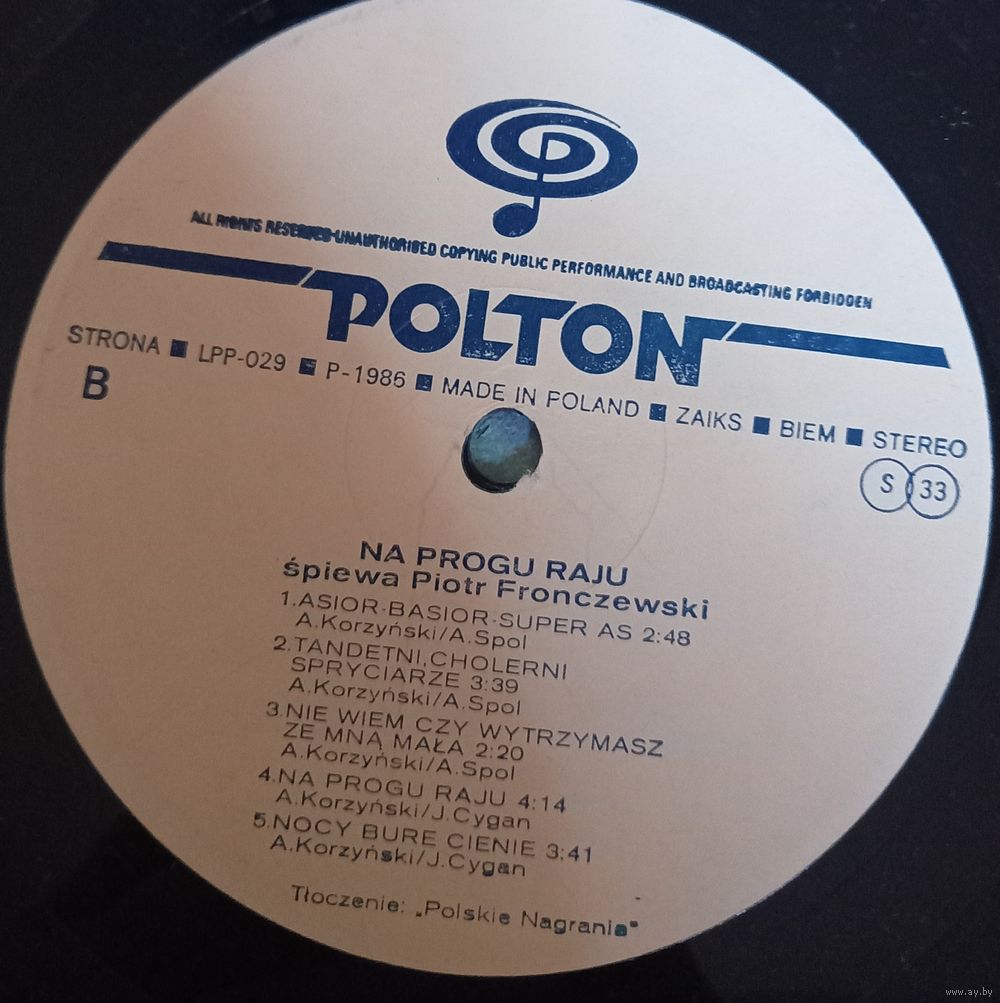 ALL RIGHTS RESERVED-UNAUTHORISED COPYING PUBLIC PERFORMANCE AND BROADCASTING FORBIDDEN
POLTON
STRONA ■ LPP-029 ■ P-1986 ■ MADE IN POLAND ■ ZAIKS ■ BIEM ■ STEREO
B
S 33
NA PROGU RAJU
śpiewa Piotr Fronczewski
1.ASIOR-BASIOR-SUPER AS 2:48
A.Korzyński/A.Spol
2.TANDETNI,CHOLERNI
SPRYCIARZE 3:39
A.Korzyński/A.Spol
3.NIE WIEM CZY WYTRZYMASZ
ZE MNĄ MAŁA 2:20
A.Korzyński/A.Spol
4.NA PROGU RAJU 4:14
A.Korzyński/J.Cygan
5.NOCY BURE CIENIE 3:41
A.Korzyński/J.Cygan
Tłoczenie: „Polskie Nagrania"
www.ay.by